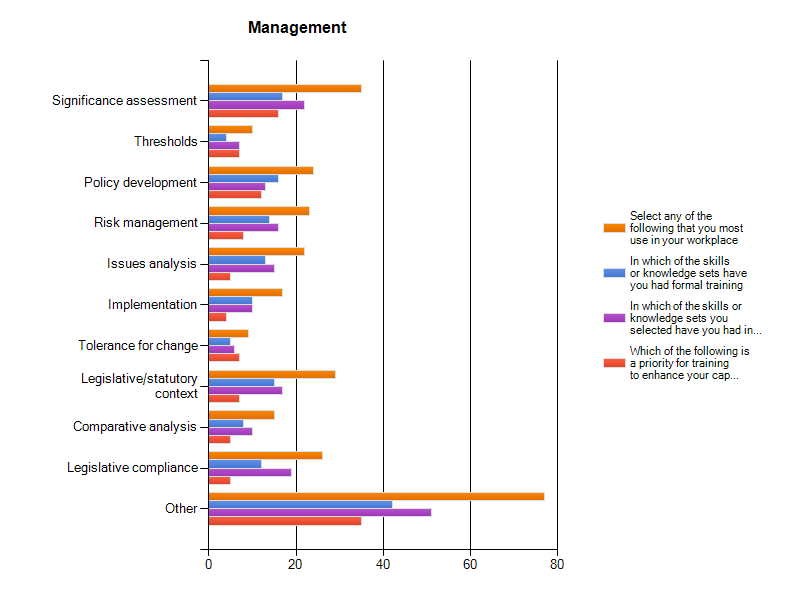 Management
Significance assessment
Thresholds
Policy development
Risk management
Issues analysis
Implementation
Tolerance for change
Legislative/statutory
context
Comparative analysis
Legislative compliance
Other
0
20
40
60
80
Select any of the
following that you most
use in your workplace
In which of the skills
or knowledge sets have
you had formal training
In which of the skills or
knowledge sets you
selected have you had in...
Which of the following is
a priority for training
to enhance your cap...